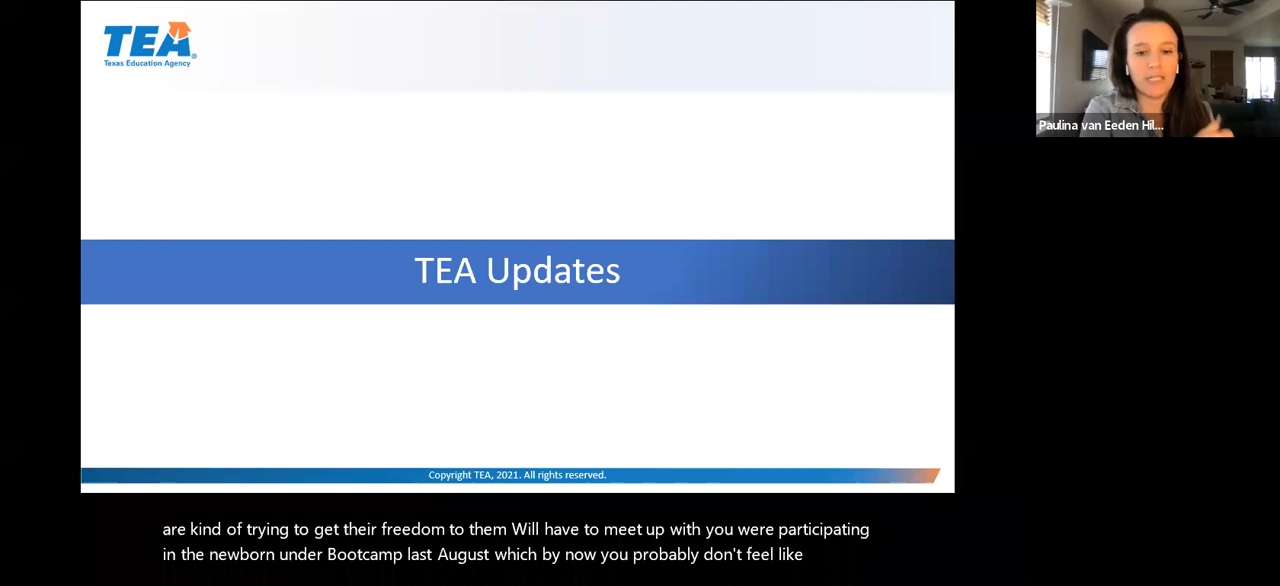 TEA
Texas Education Agency
Paulina van Eeden Hil...
TEA Updates
Copyright TEA, 2021. All rights reserved.
are kind of trying to get their freedom to them Will have to meet up with you were participating
in the newborn under Bootcamp last August which by now you probably don't feel like